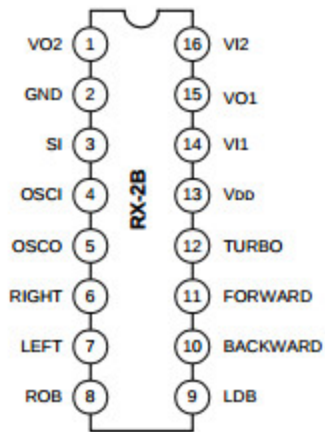 VO2 1 16 VI2
GND 2 15 VO1
SI 3 14 VI1
OSCI 4 13 VDD
OSCO 5 12 TURBO
RIGHT 6 11 FORWARD
LEFT 7 10 BACKWARD
ROB 8 9 LDB
RX-2B